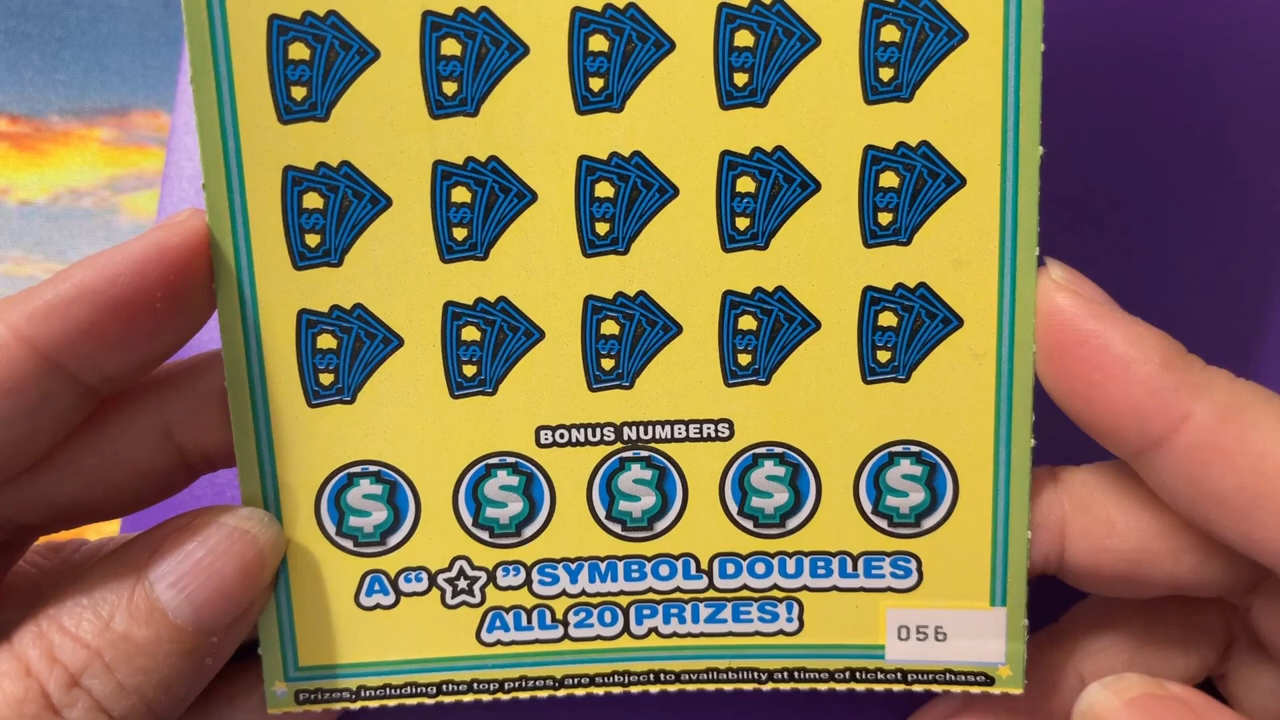 BONUS NUMBERS
$ $ $ $ $
A “☆” SYMBOL DOUBLES
ALL 20 PRIZES!
056
Prizes, including the top prizes, are subject to availability at time of ticket purchase.